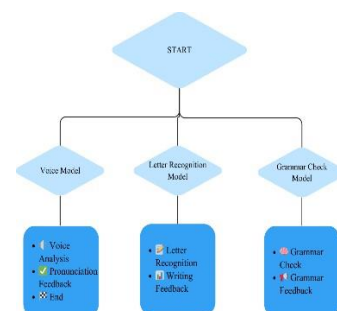 START
Voice Model
Letter Recognition
Model
Grammar Check
Model
Voice
Analysis
Pronunciation
Feedback
End
Letter
Recognition
Writing
Feedback
Grammar
Check
Grammar
Feedback